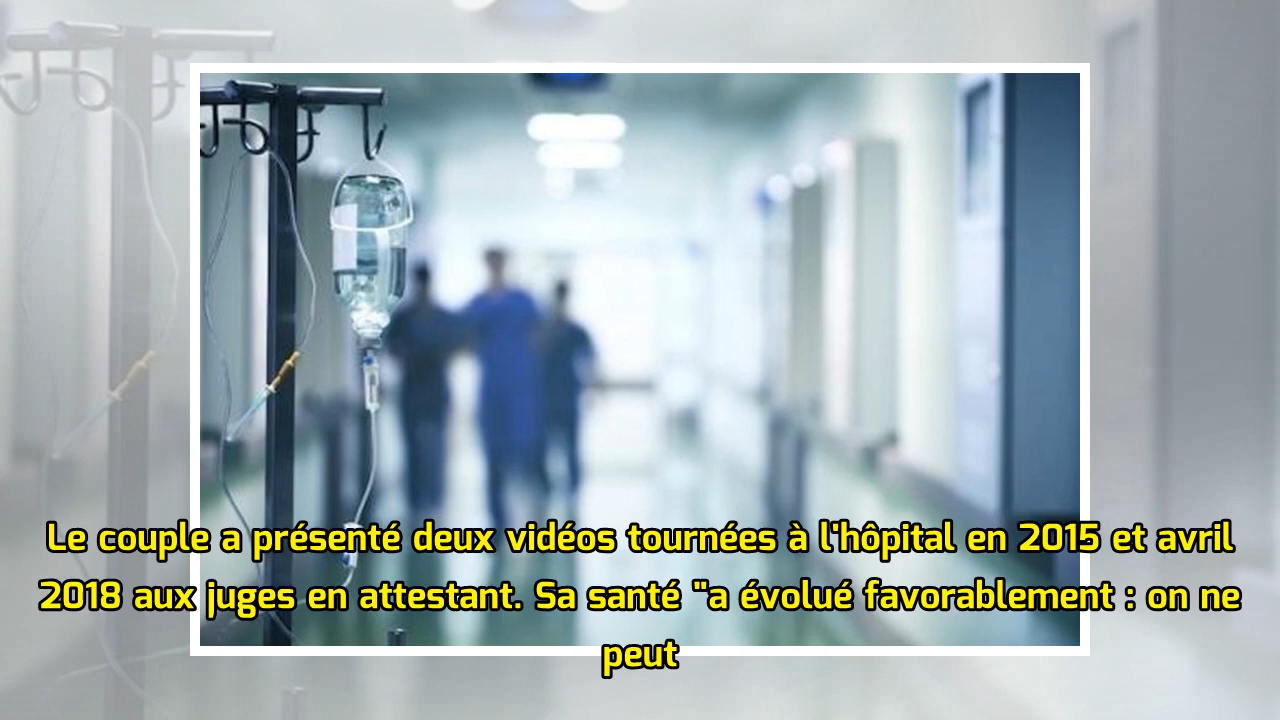 Le couple a présenté deux vidéos tournées à l'hôpital en 2015 et avril
2018 aux juges en attestant. Sa santé "a évolué favorablement : on ne
peut